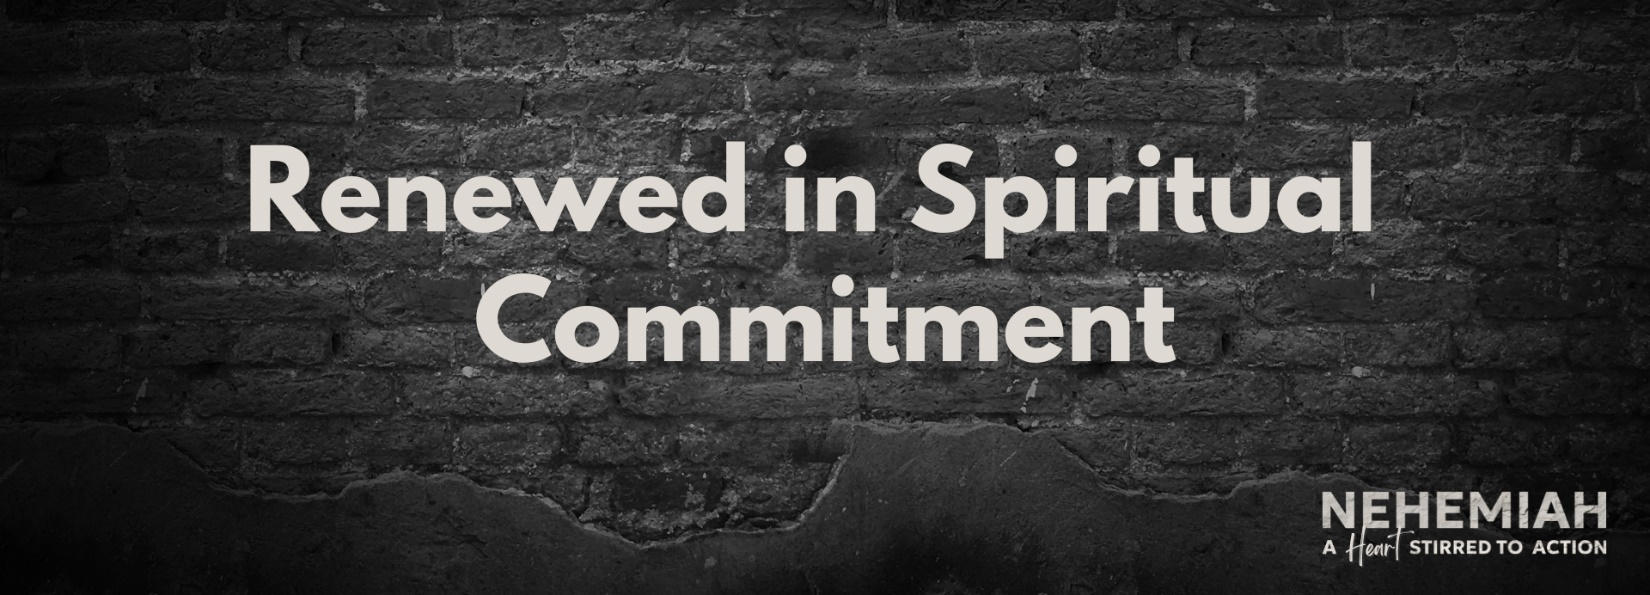 Renewed in Spiritual
Commitment
NEHEMIAH
A Heart STIRRED TO ACTION